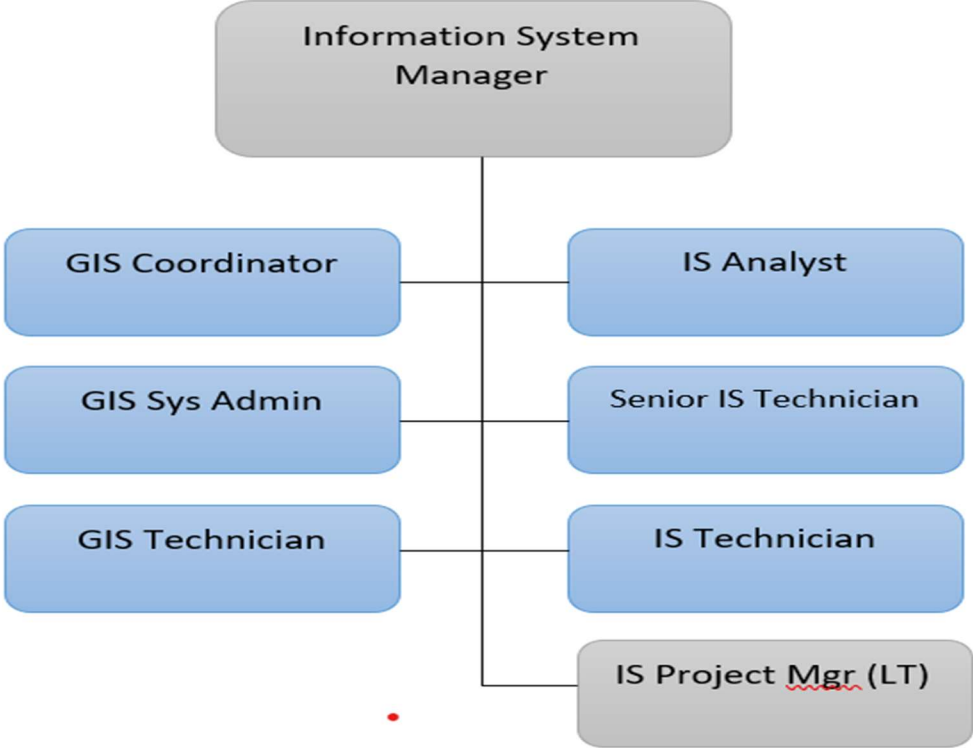 Information System
Manager
GIS Coordinator
IS Analyst
GIS Sys Admin
Senior IS Technician
GIS Technician
IS Technician
IS Project Mgr (LT)